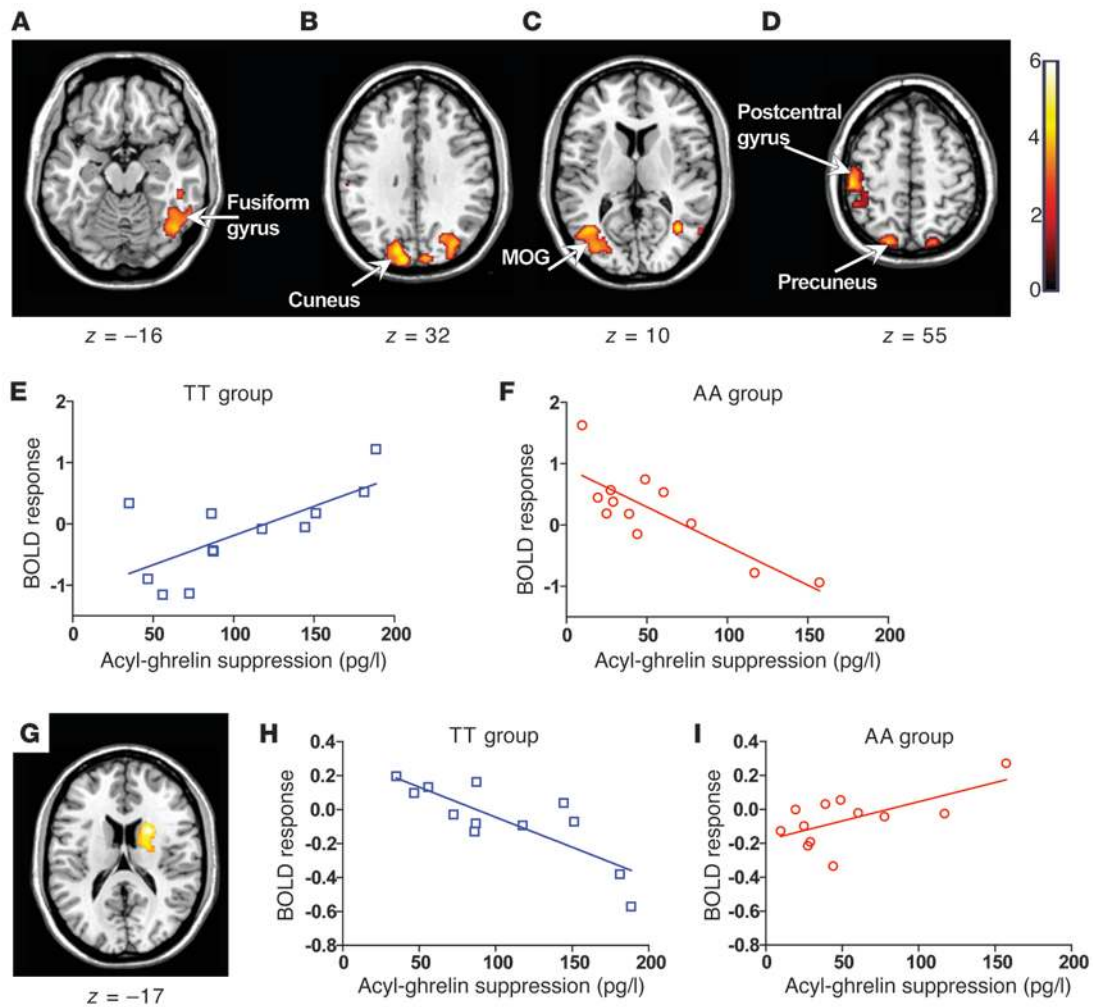 A
B
C
D
Fusiform
gyrus
Cuneus
MOG
Postcentral
gyrus
Precuneus
6
4
2
0
z = –16
z = 32
z = 10
z = 55
E
TT group
BOLD response
2
1
0
-1
0
50
100
150
200
Acyl-ghrelin suppression (pg/l)
F
AA group
BOLD response
2
1
0
-1
0
50
100
150
200
Acyl-ghrelin suppression (pg/l)
G
z = –17
H
TT group
BOLD response
0.4
0.2
0.0
-0.2
-0.4
-0.6
-0.8
0
50
100
150
200
Acyl-ghrelin suppression (pg/l)
I
AA group
BOLD response
0.4
0.2
0.0
-0.2
-0.4
-0.6
-0.8
0
50
100
150
200
Acyl-ghrelin suppression (pg/l)